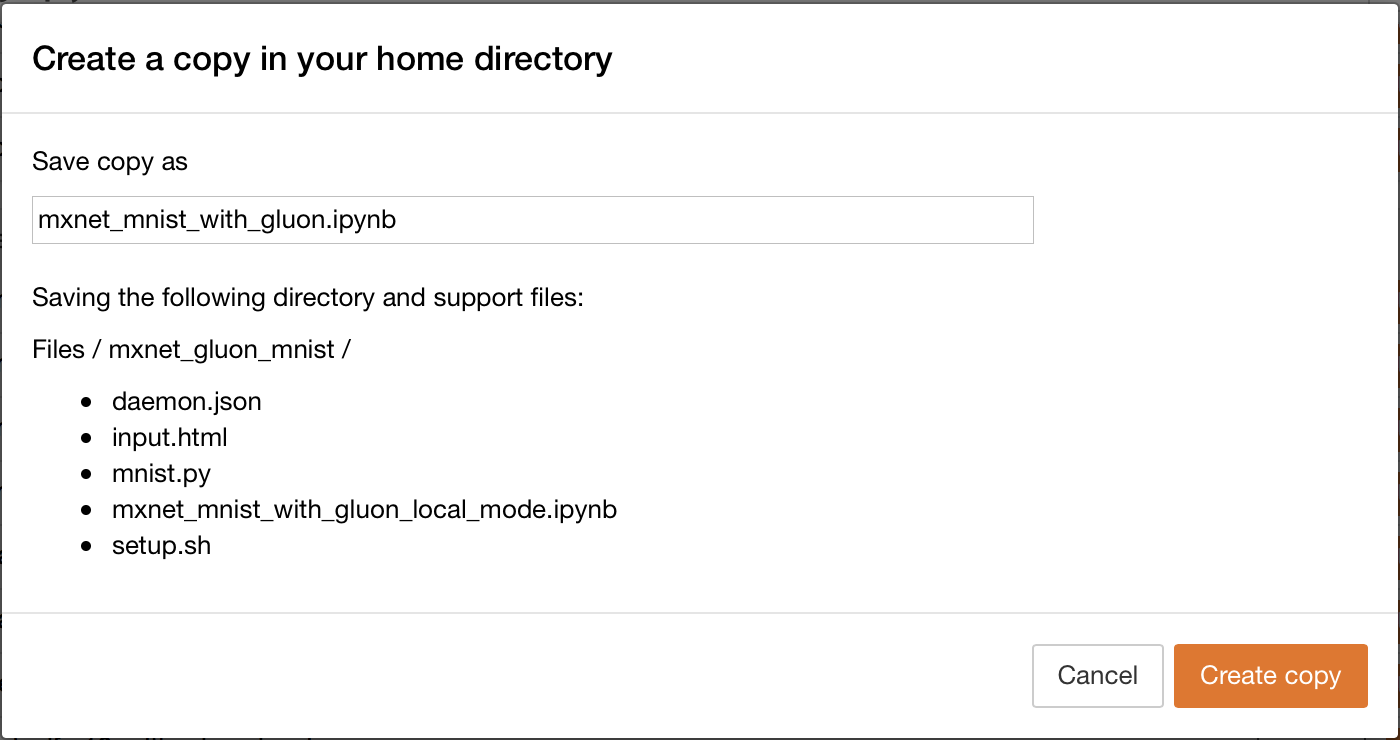 Create a copy in your home directory
Save copy as
mxnet_mnist_with_gluon.ipynb
Saving the following directory and support files:
Files / mxnet_gluon_mnist /
daemon.json
input.html
mnist.py
mxnet_mnist_with_gluon_local_mode.ipynb
setup.sh
Cancel Create copy